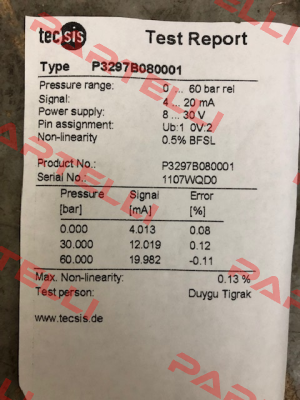 tecsis Test Report
Type P3297B080001
Pressure range: 0 ... 60 bar rel
Signal: 4 ... 20 mA
Power supply: 8 ... 30 V
Pin assignment: Ub:1 0V:2
Non-linearity 0.5% BFSL
Product No.: P3297B080001
Serial No.: 1107WQD0
Pressure Signal Error
[bar] [mA] [%]
0.000 4.013 0.08
30.000 12.019 0.12
60.000 19.982 -0.11
Max. Non-linearity: 0.13 %
Test person: Duygu Tigrak
www.tecsis.de
PARTELLI
PARTELLI
PARTELLI